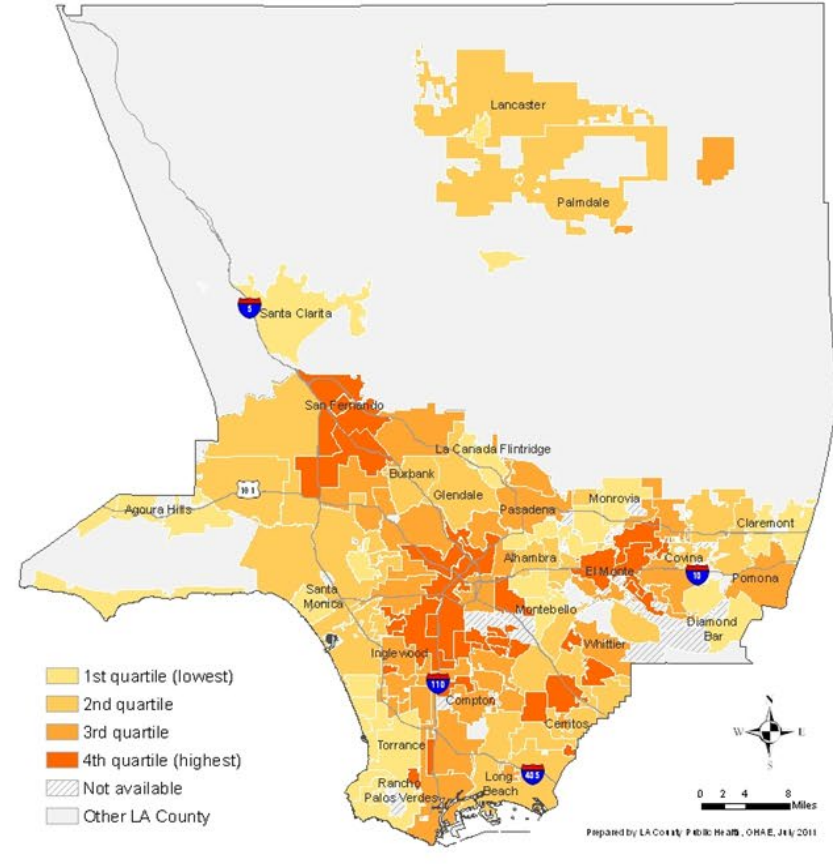 Lancaster
Palmdale
5
Santa Clarita
San Fernando
La Canada Flintridge
Burbank
101
Glendale
Monrovia
Agoura Hills
Pasadena
Claremont
Alhambra
Covina
El Monte
10
Pomona
Santa
Monica
Montebello
Diamond
Bar
Whittier
Inglewood
110
Compton
Cerritos
Torrance
405
Long
Beach
Rancho
Palos Verdes
1st quartile (lowest)
2nd quartile
3rd quartile
4th quartile (highest)
Not available
Other LA County
N
W E
S
0 2 4 8
Miles
Prepared by LA County Public Health, OHAE, July 2011